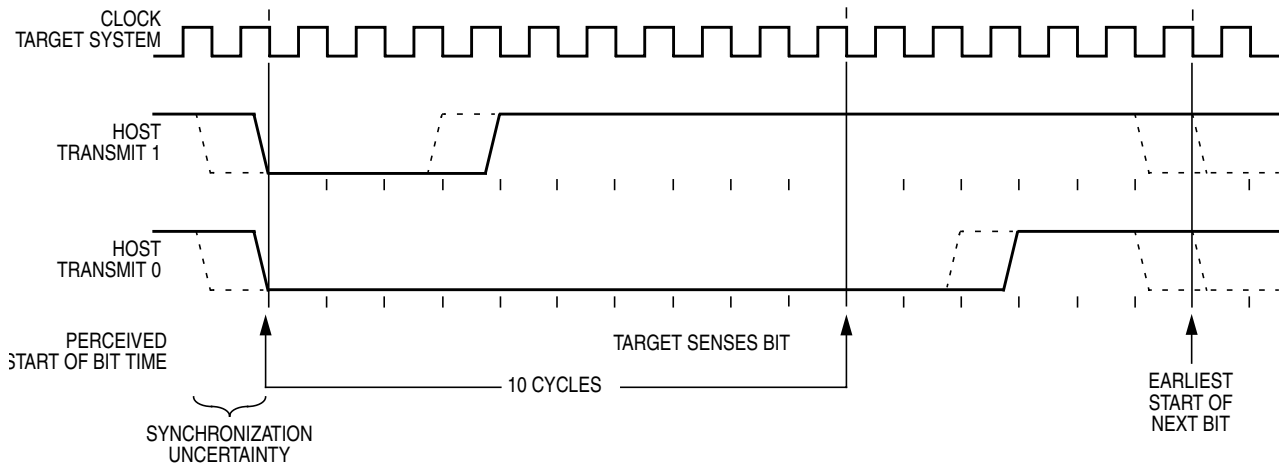 CLOCK
TARGET SYSTEM
HOST
TRANSMIT 1
HOST
TRANSMIT 0
PERCEIVED
START OF BIT TIME
TARGET SENSES BIT
10 CYCLES
EARLIEST
START OF
NEXT BIT
SYNCHRONIZATION
UNCERTAINTY